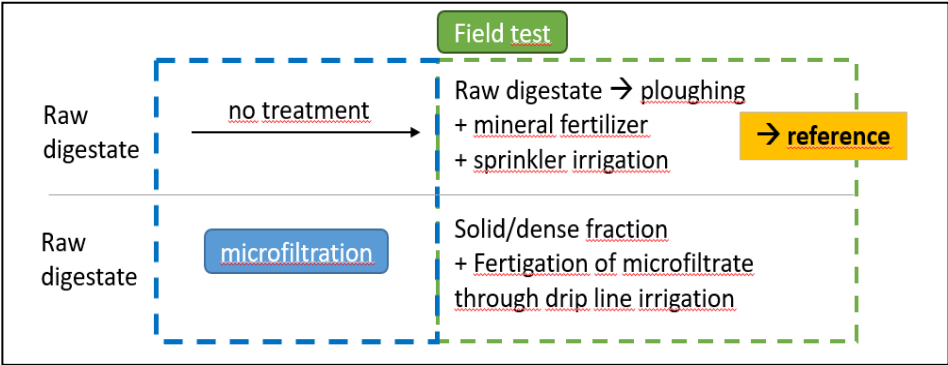 Field test
Raw
digestate
no treatment
Raw digestate → ploughing
+ mineral fertilizer
+ sprinkler irrigation
→ reference
Raw
digestate
microfiltration
Solid/dense fraction
+ Fertigation of microfiltrate
through drip line irrigation